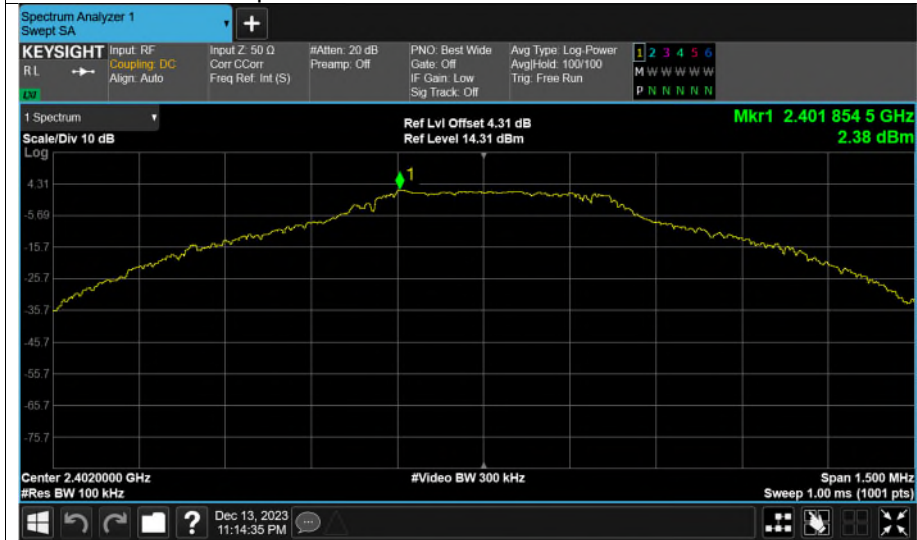 Spectrum Analyzer 1
Swept SA
+
KEYSIGHT
RL
LXI
Input: RF
Coupling: DC
Align: Auto
Input Z: 50 Ω
Corr CCorr
Freq Ref: Int (S)
#Atten: 20 dB
Preamp: Off
PNO: Best Wide
Gate: Off
IF Gain: Low
Sig Track: Off
Avg Type: Log-Power
Avg|Hold: 100/100
Trig: Free Run
1 2 3 4 5 6
M W W W W W
P N N N N N
1 Spectrum
Scale/Div 10 dB
Log
Ref Lvl Offset 4.31 dB
Ref Level 14.31 dBm
Mkr1 2.401 854 5 GHz
2.38 dBm
1
4.31
-5.69
-15.7
-25.7
-35.7
-45.7
-55.7
-65.7
-75.7
Center 2.4020000 GHz
#Res BW 100 kHz
#Video BW 300 kHz
Span 1.500 MHz
Sweep 1.00 ms (1001 pts)
?
Dec 13, 2023
11:14:35 PM